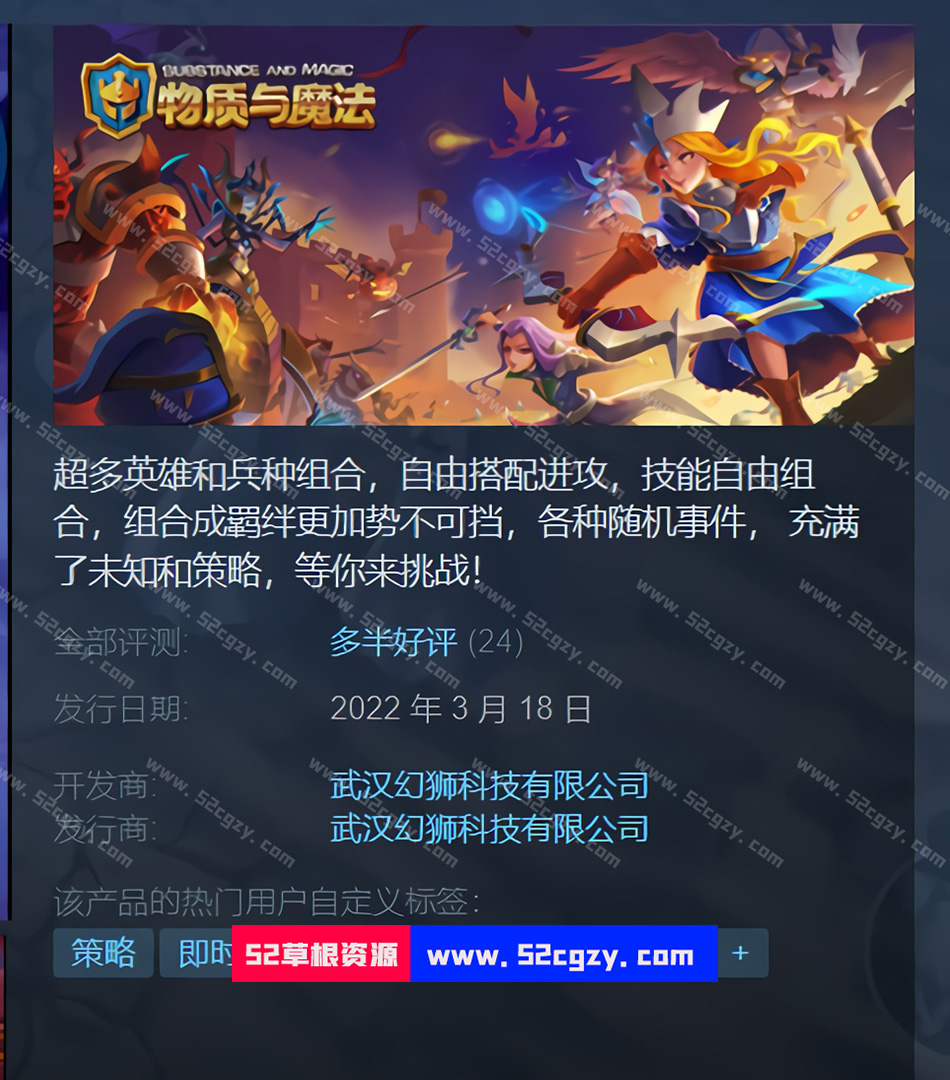 SUBSTANCE AND MAGIC
物质与魔法
超多英雄和兵种组合，自由搭配进攻，技能自由组
合，组合成羁绊更加势不可挡，各种随机事件， 充满
了未知和策略，等你来挑战！
全部评测: 多半好评 (24)
发行日期: 2022 年 3 月 18 日
开发商: 武汉幻狮科技有限公司
发行商: 武汉幻狮科技有限公司
该产品的热门用户自定义标签:
策略 即时 52草根资源 www.52cgzy.com +